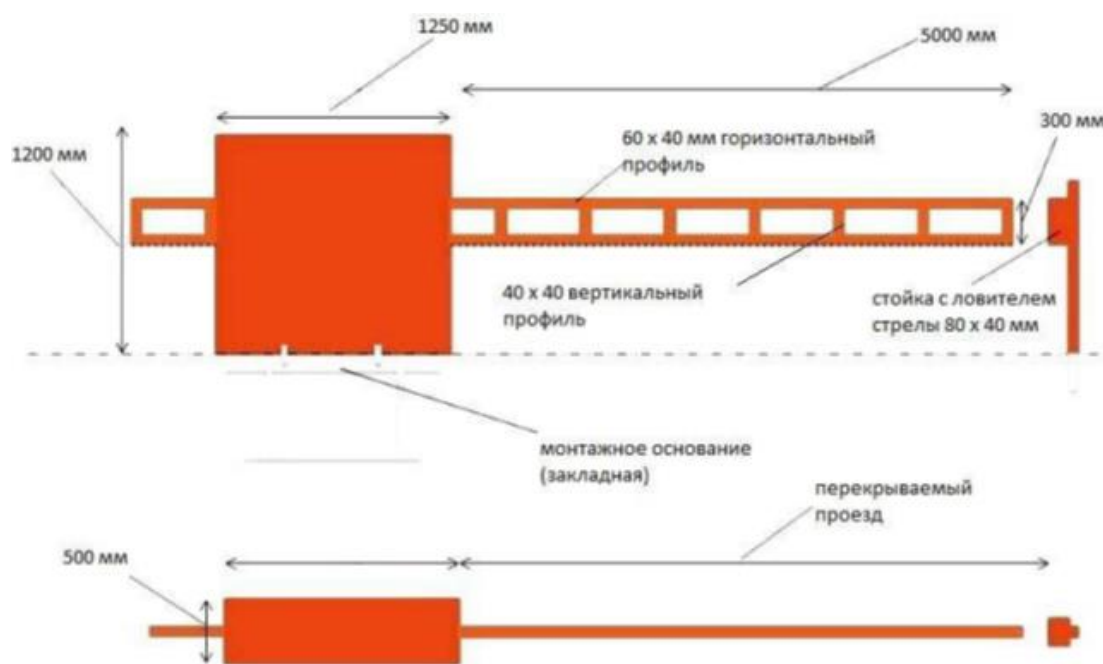 1250 мм
5000 мм
1200 мм
60 x 40 мм горизонтальный
профиль
300 мм
40 x 40 вертикальный
профиль
стойка с ловителем
стрелы 80 x 40 мм
монтажное основание
(закладная)
перекрываемый
проезд
500 мм